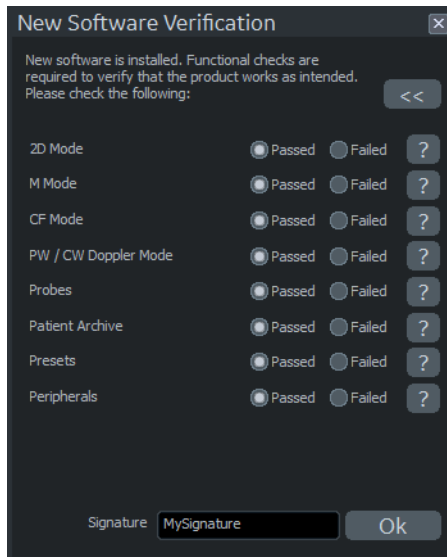 New Software Verification
New software is installed. Functional checks are
required to verify that the product works as intended.
Please check the following:
<<
2D Mode Passed Failed ?
M Mode Passed Failed ?
CF Mode Passed Failed ?
PW / CW Doppler Mode Passed Failed ?
Probes Passed Failed ?
Patient Archive Passed Failed ?
Presets Passed Failed ?
Peripherals Passed Failed ?
Signature MySignature Ok